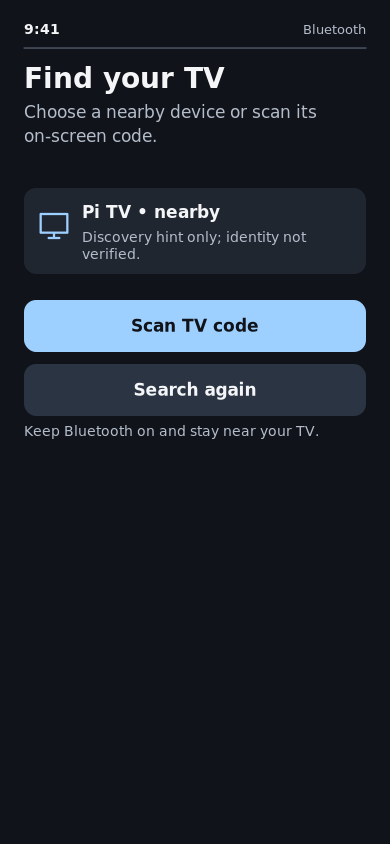 9:41
Bluetooth
Find your TV
Choose a nearby device or scan its
on-screen code.
Pi TV • nearby
Discovery hint only; identity not
verified.
Scan TV code
Search again
Keep Bluetooth on and stay near your TV.